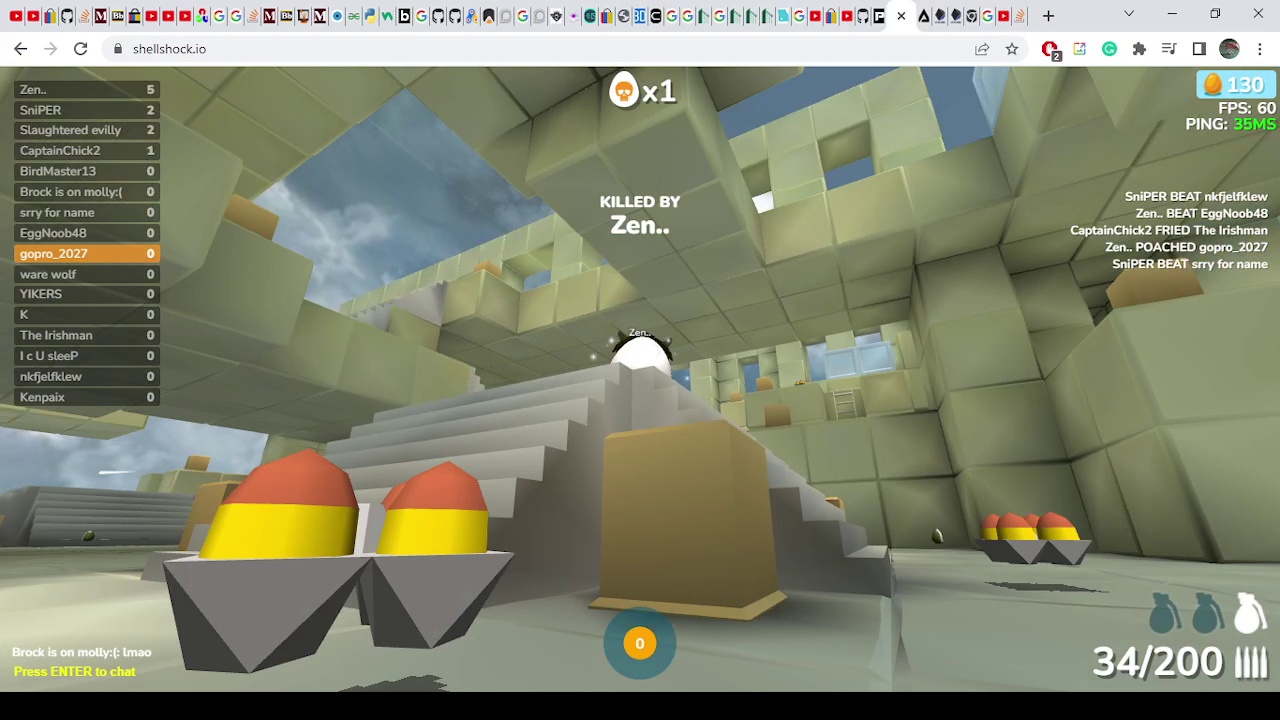 shellshock.io
2
Zen.. 5
SniPER 2
Slaughtered evilly 2
CaptainChick2 1
BirdMaster13 0
Brock is on molly:( 0
srry for name 0
EggNoob48 0
gopro_2027 0
ware wolf 0
YIKERS 0
K 0
The Irishman 0
I c U sleeP 0
nkfjelfklew 0
Kenpaix 0
x1
KILLED BY
Zen..
Zen..
130
FPS: 60
PING: 35MS
SniPER BEAT nkfjelfklew
Zen.. BEAT EggNoob48
CaptainChick2 FRIED The Irishman
Zen.. POACHED gopro_2027
SniPER BEAT srry for name
0
Brock is on molly:(: lmao
Press ENTER to chat
34/200